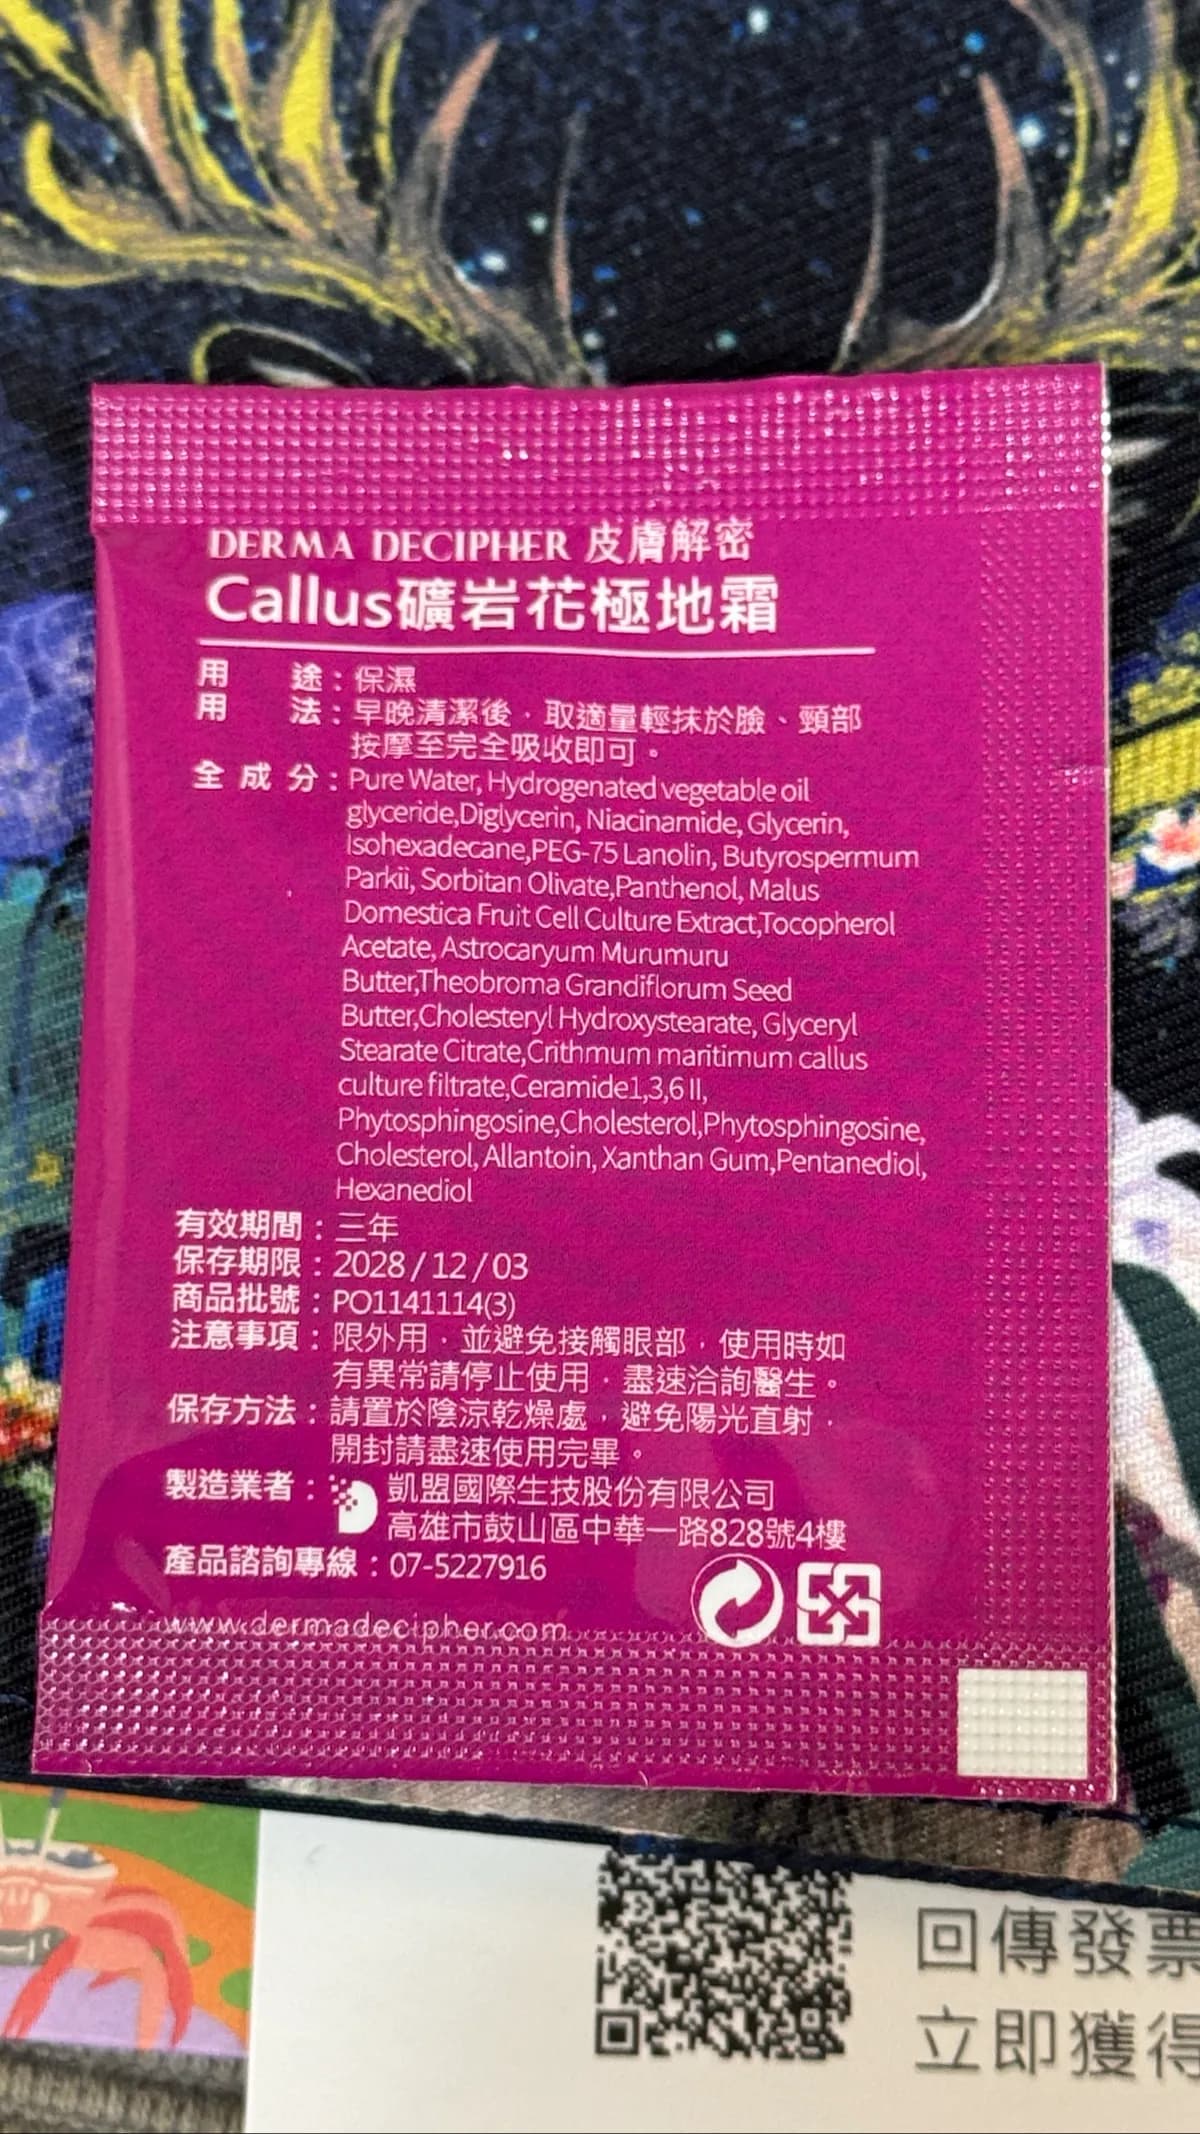 DERMA DECIPHER 皮膚解密
Callus礦岩花極地霜
用途：保濕
用法：早晚清潔後，取適量輕抹於臉、頸部
按摩至完全吸收即可。
全成分：Pure Water, Hydrogenated vegetable oil
glyceride,Diglycerin, Niacinamide, Glycerin,
Isohexadecane,PEG-75 Lanolin, Butyrospermum
Parkii, Sorbitan Olivate,Panthenol, Malus
Domestica Fruit Cell Culture Extract,Tocopherol
Acetate, Astrocaryum Murumuru
Butter,Theobroma Grandiflorum Seed
Butter,Cholesteryl Hydroxystearate, Glyceryl
Stearate Citrate,Crithmum maritimum callus
culture filtrate,Ceramide1,3,6 II,
Phytosphingosine,Cholesterol,Phytosphingosine,
Cholesterol, Allantoin, Xanthan Gum,Pentanediol,
Hexanediol
有效期間：三年
保存期限：2028/12/03
商品批號：PO1141114(3)
注意事項：限外用，並避免接觸眼部，使用時如
有異常請停止使用，盡速洽詢醫生。
保存方法：請置於陰涼乾燥處，避免陽光直射，
開封請盡速使用完畢。
製造業者：凱盟國際生技股份有限公司
高雄市鼓山區中華一路828號4樓
產品諮詢專線：07-5227916
www.dermadecipher.com
回傳發票
立即獲得